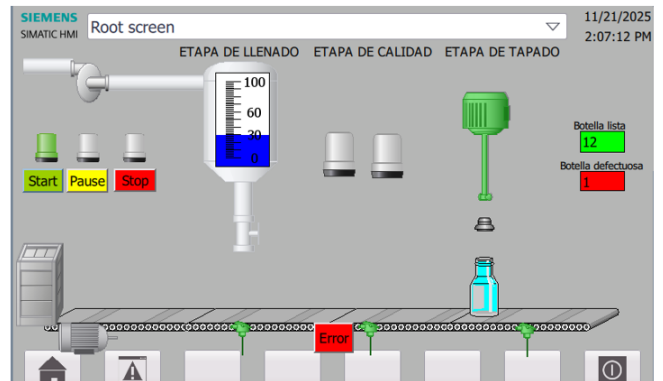 SIEMENS
SIMATIC HMI
Root screen
11/21/2025
2:07:12 PM
ETAPA DE LLENADO ETAPA DE CALIDAD ETAPA DE TAPADO
100
60
30
0
Botella lista
12
Botella defectuosa
1
Start Pause Stop
Error